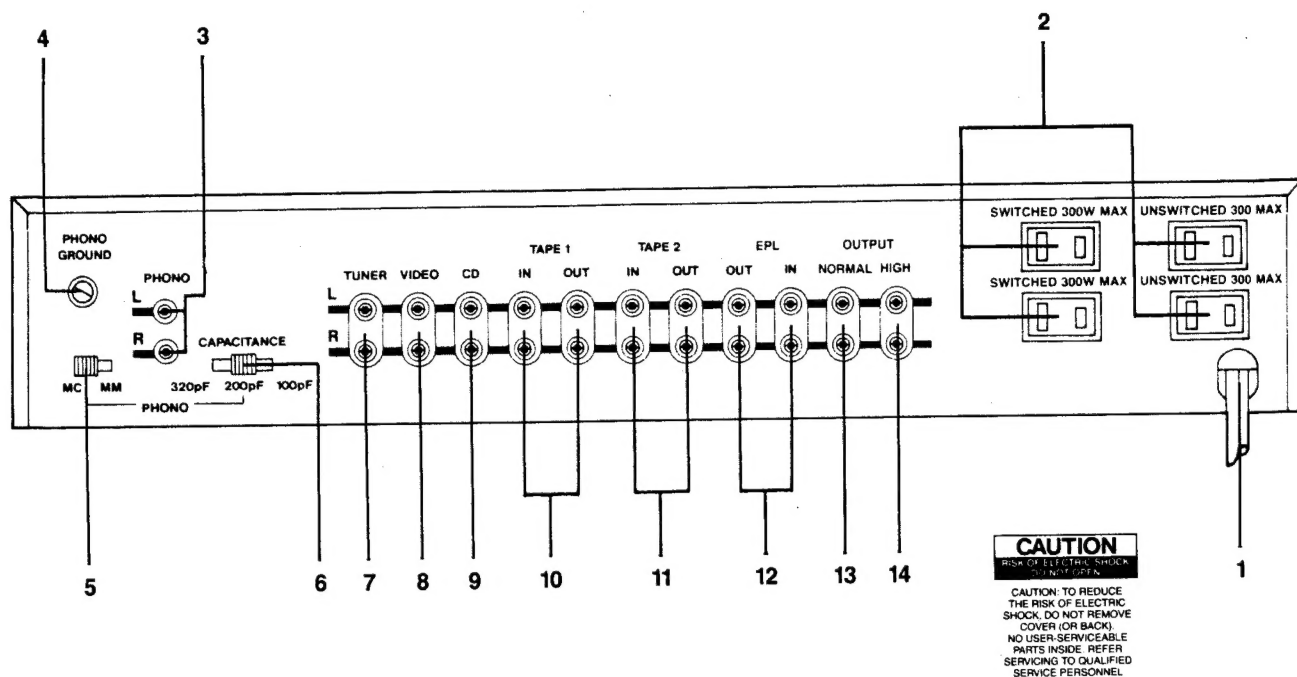 4
3
2
PHONO
GROUND
PHONO
L
R
CAPACITANCE
MC MM
320pF 200pF 100pF
PHONO
TAPE 1 TAPE 2 EPL OUTPUT
TUNER VIDEO CD IN OUT IN OUT OUT IN NORMAL HIGH
L
R
SWITCHED 300W MAX UNSWITCHED 300 MAX
SWITCHED 300W MAX UNSWITCHED 300 MAX
5
6
7
8
9
10
11
12
13
14
1
CAUTION
RISK OF ELECTRIC SHOCK
DO NOT OPEN
CAUTION: TO REDUCE
THE RISK OF ELECTRIC
SHOCK, DO NOT REMOVE
COVER (OR BACK).
NO USER-SERVICEABLE
PARTS INSIDE. REFER
SERVICING TO QUALIFIED
SERVICE PERSONNEL